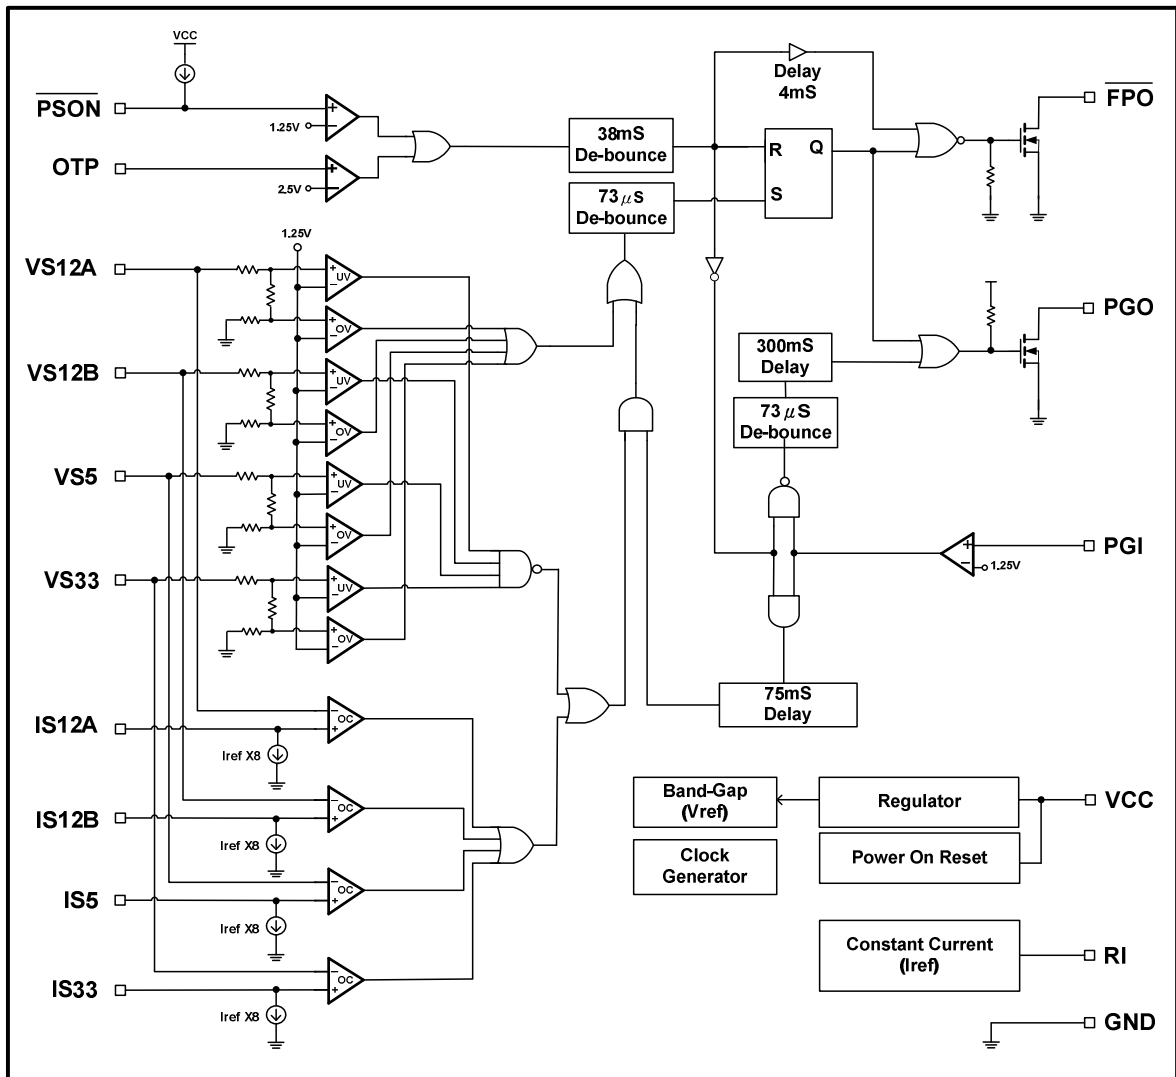 VCC
PSON
+
−
1.25V
OTP
+
−
2.5V
38mS
De-bounce
73µS
De-bounce
Delay
4mS
R
Q
S
FPO
1.25V
VS12A
+
UV
−
+
OV
−
VS12B
+
UV
−
+
OV
−
VS5
+
UV
−
+
OV
−
VS33
+
UV
−
+
OV
−
300mS
Delay
73µS
De-bounce
PGO
PGI
+
−
1.25V
75mS
Delay
IS12A
−
OC
+
Iref X8
IS12B
−
OC
+
Iref X8
IS5
−
OC
+
Iref X8
IS33
−
OC
+
Iref X8
Band-Gap
(Vref)
Regulator
VCC
Clock
Generator
Power On Reset
Constant Current
(Iref)
RI
GND